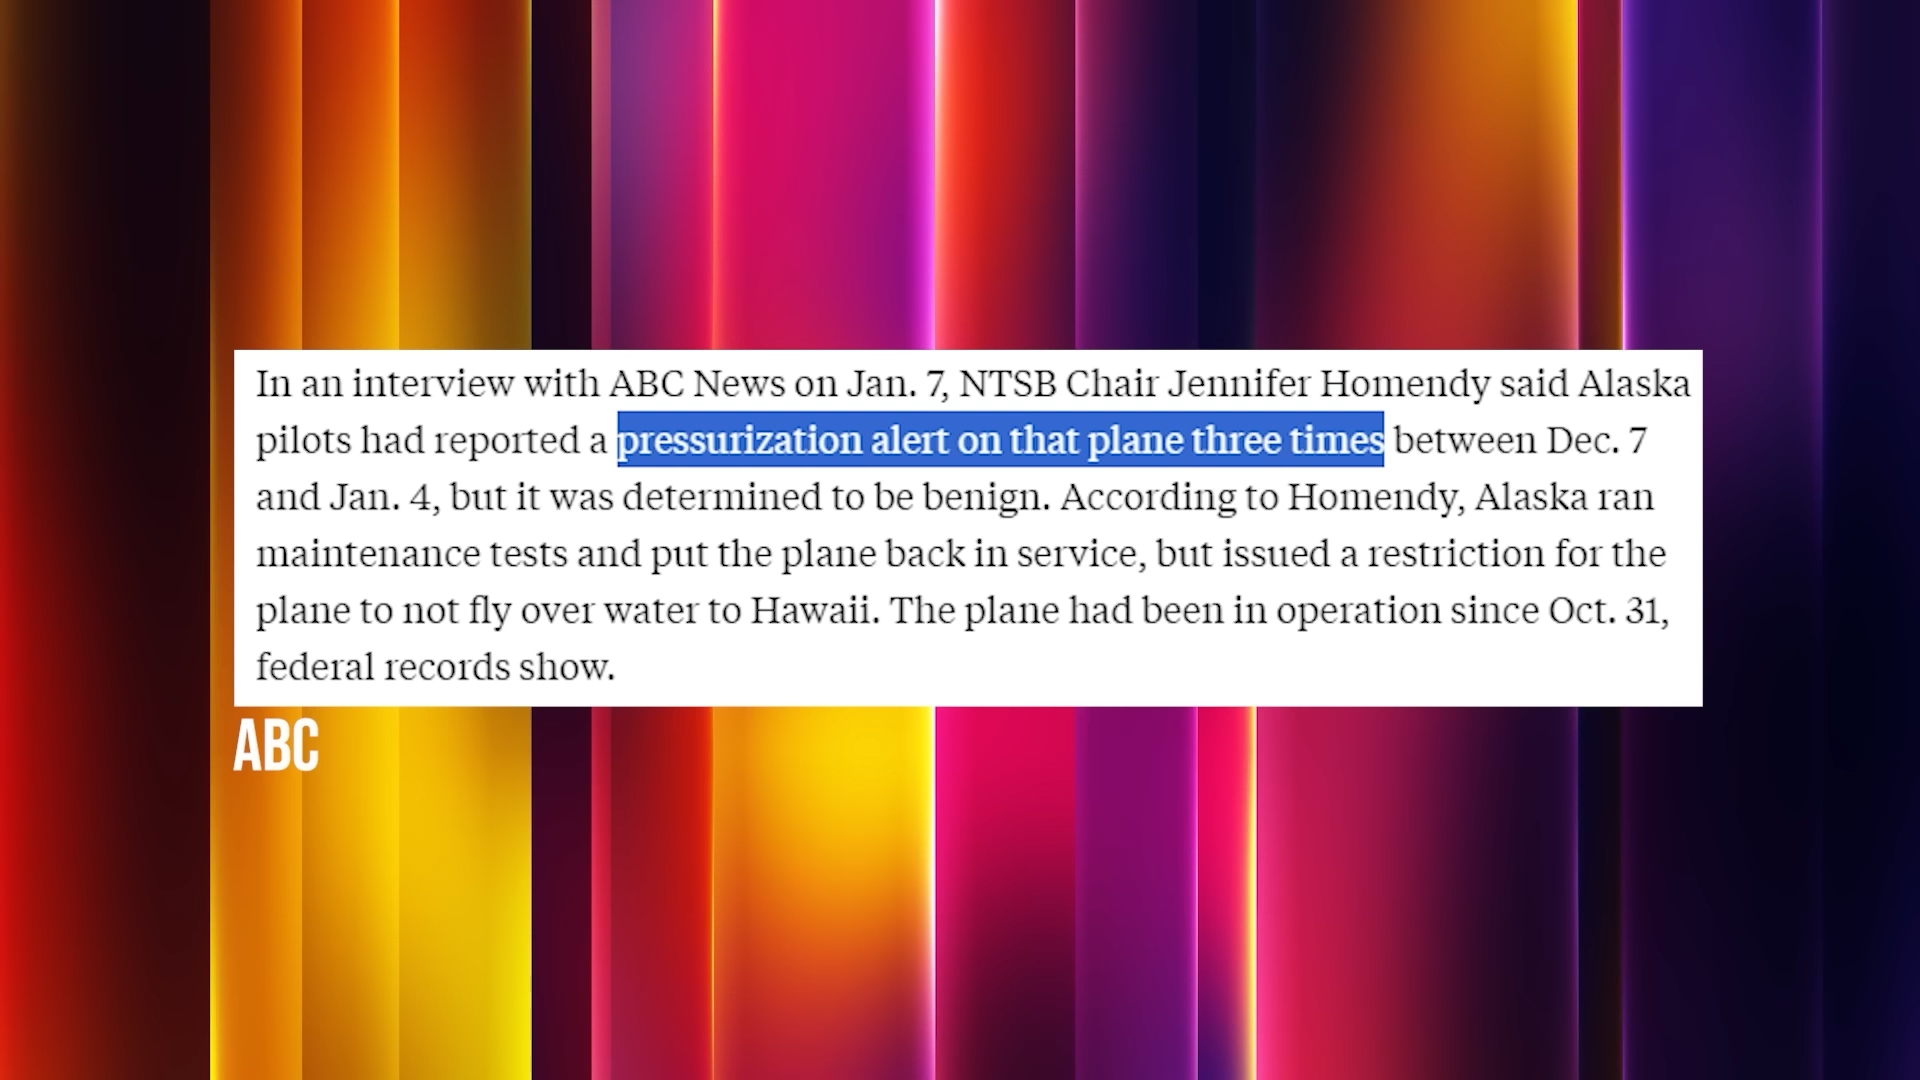 In an interview with ABC News on Jan. 7, NTSB Chair Jennifer Homendy said Alaska
pilots had reported a pressurization alert on that plane three times between Dec. 7
and Jan. 4, but it was determined to be benign. According to Homendy, Alaska ran
maintenance tests and put the plane back in service, but issued a restriction for the
plane to not fly over water to Hawaii. The plane had been in operation since Oct. 31,
federal records show.
ABC